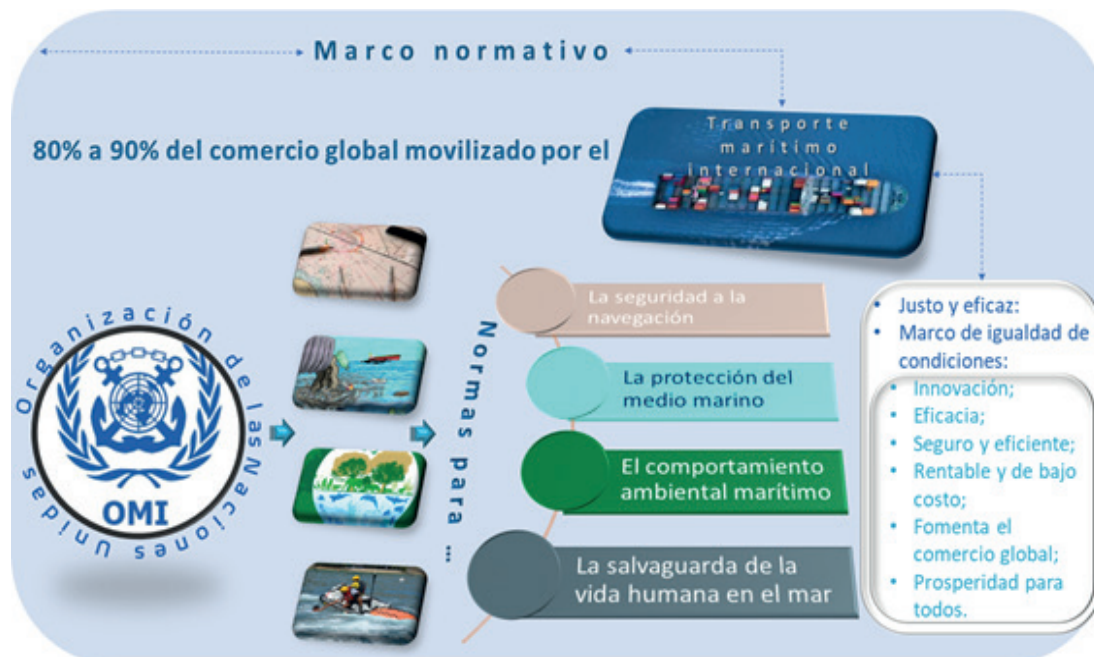 Marco normativo
80% a 90% del comercio global movilizado por el
Transporte
marítimo
internacional
Organización de lasNaciones Unidas
OMI
Normas para ...
La seguridad a la
navegación
La protección del
medio marino
El comportamiento
ambiental marítimo
La salvaguarda de la
vida humana en el mar
• Justo y eficaz:
• Marco de igualdad de
condiciones:
• Innovación;
• Eficacia;
• Seguro y eficiente;
• Rentable y de bajo
costo;
• Fomenta el
comercio global;
• Prosperidad para
todos.